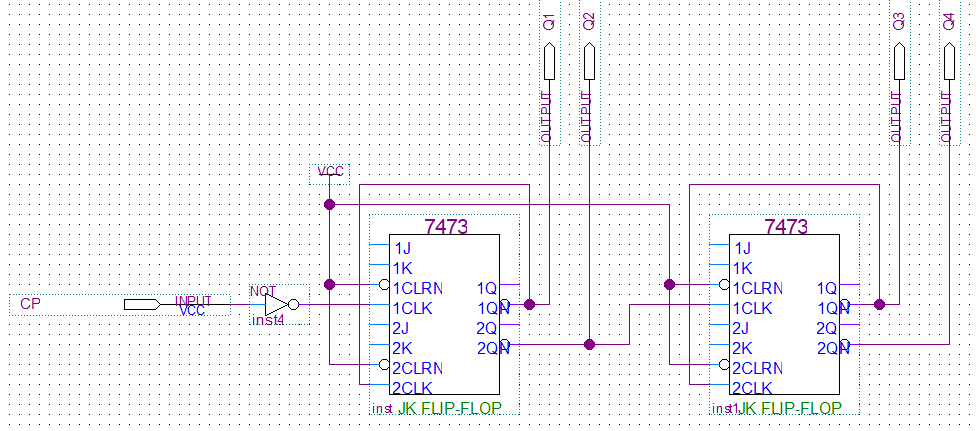 Q1
Q2
Q3
Q4
OUTPUT
OUTPUT
OUTPUT
OUTPUT
VCC
7473
7473
1J
1K
1CLRN
1CLK
2J
2K
2CLRN
2CLK
1Q
1QN
2Q
2QN
inst JK FLIP-FLOP
1J
1K
1CLRN
1CLK
2J
2K
2CLRN
2CLK
1Q
1QN
2Q
2QN
inst1 JK FLIP-FLOP
CP
INPUT
VCC
NOT
inst4